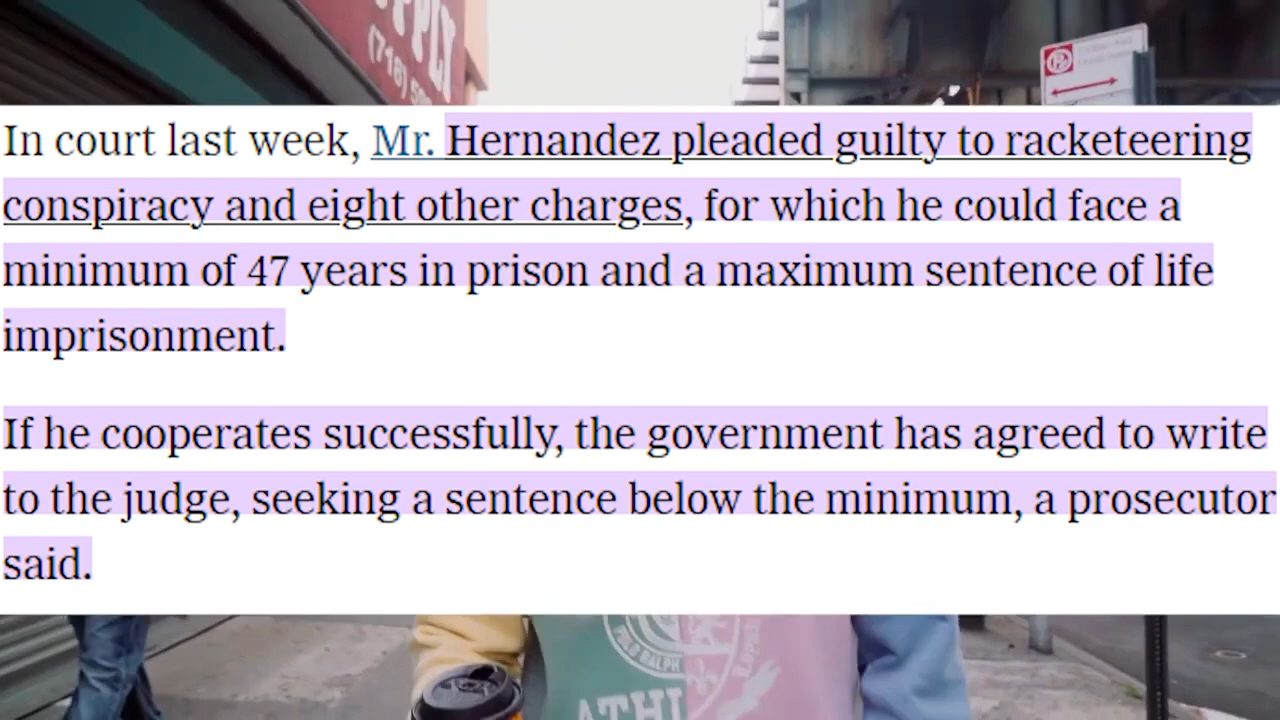 (718)
In court last week, Mr. Hernandez pleaded guilty to racketeering
conspiracy and eight other charges, for which he could face a
minimum of 47 years in prison and a maximum sentence of life
imprisonment.
If he cooperates successfully, the government has agreed to write
to the judge, seeking a sentence below the minimum, a prosecutor
said.